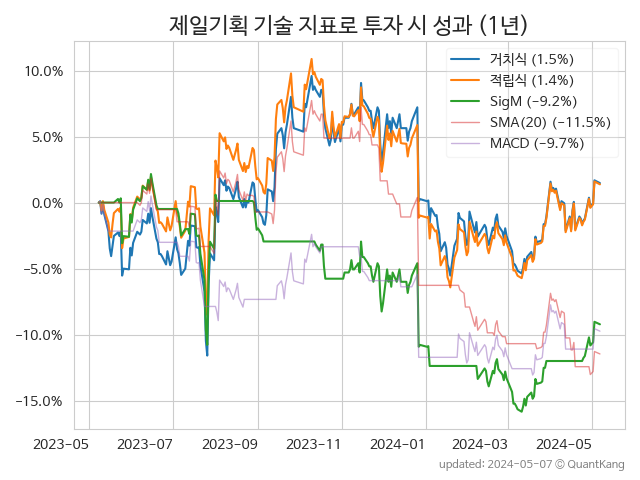 제일기획 기술 지표로 투자 시 성과 (1년)
거치식 (1.5%)
적립식 (1.4%)
SigM (−9.2%)
SMA(20) (−11.5%)
MACD (−9.7%)
10.0%
5.0%
0.0%
−5.0%
−10.0%
−15.0%
2023-05 2023-07 2023-09 2023-11 2024-01 2024-03 2024-05
updated: 2024-05-07 © QuantKang